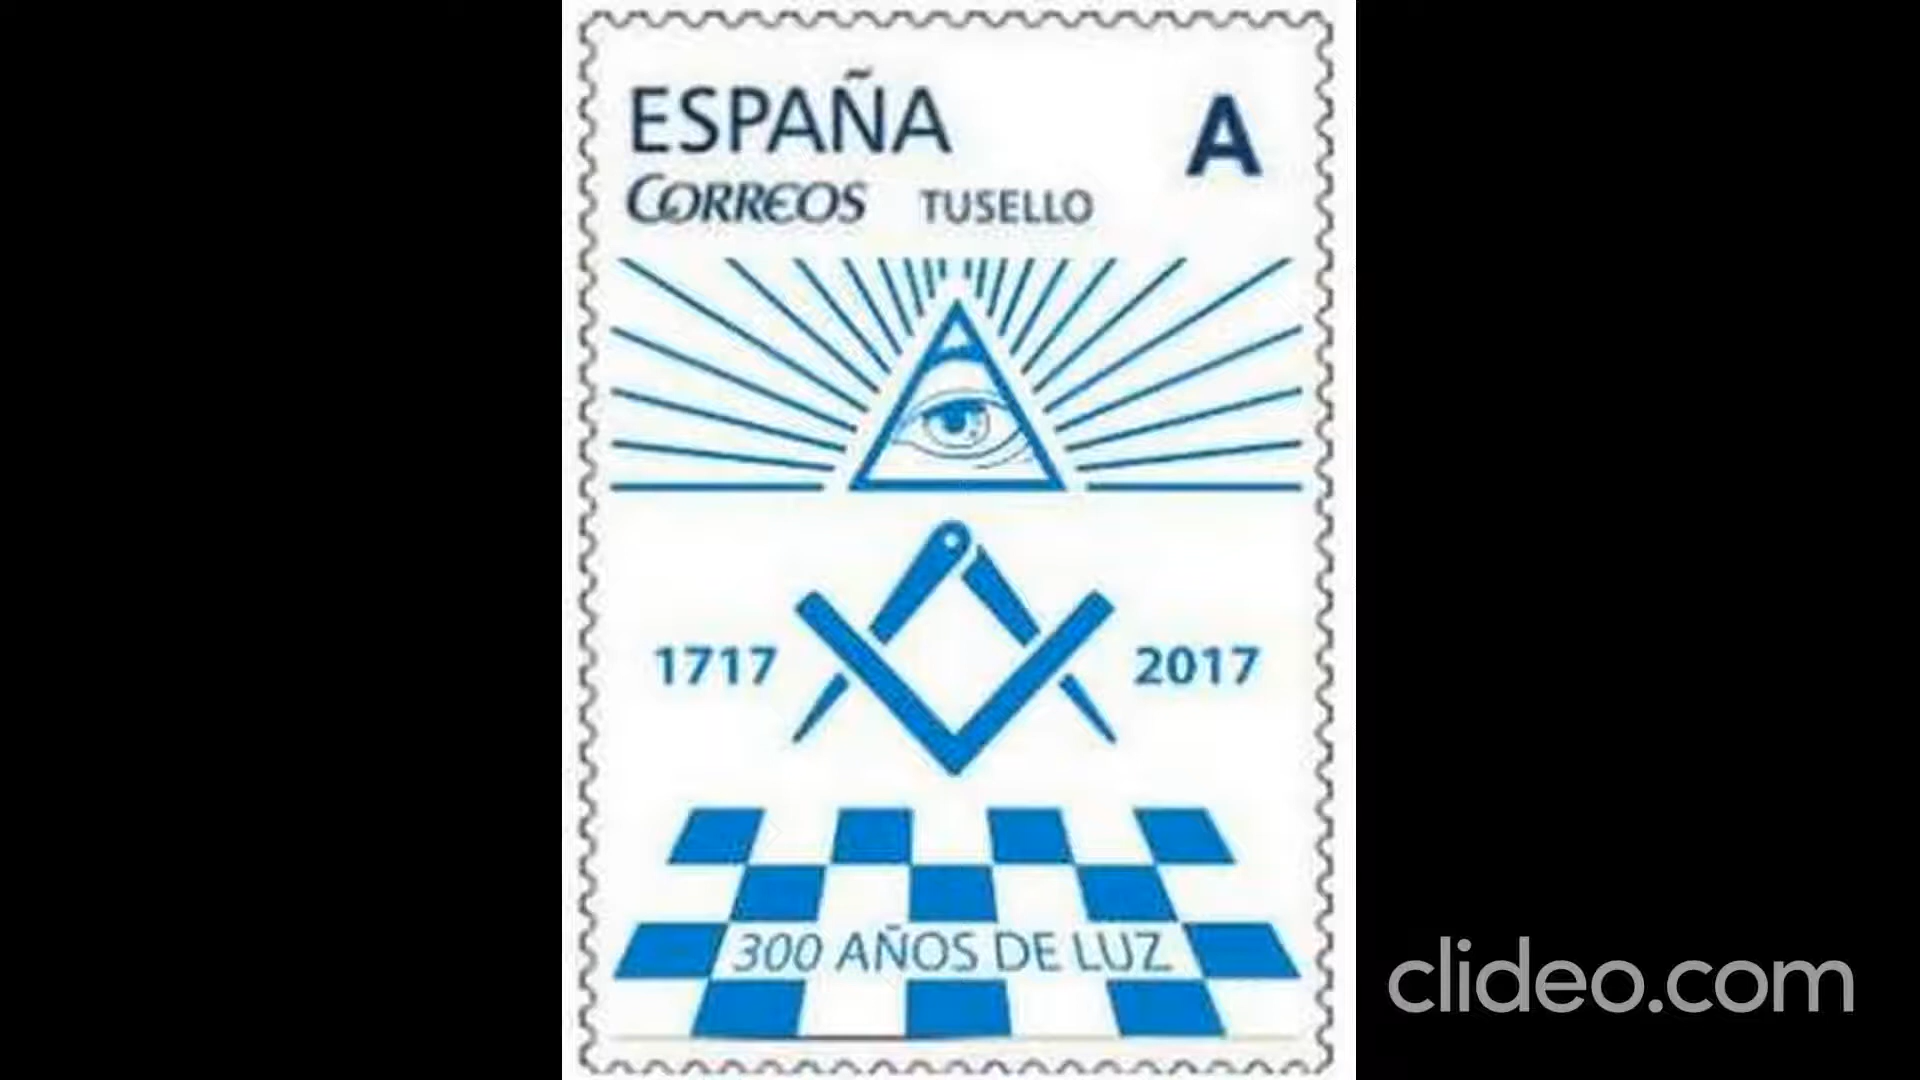 ESPAÑA
A
CORREOS TUSELLO
1717 2017
300 AÑOS DE LUZ
clideo.com